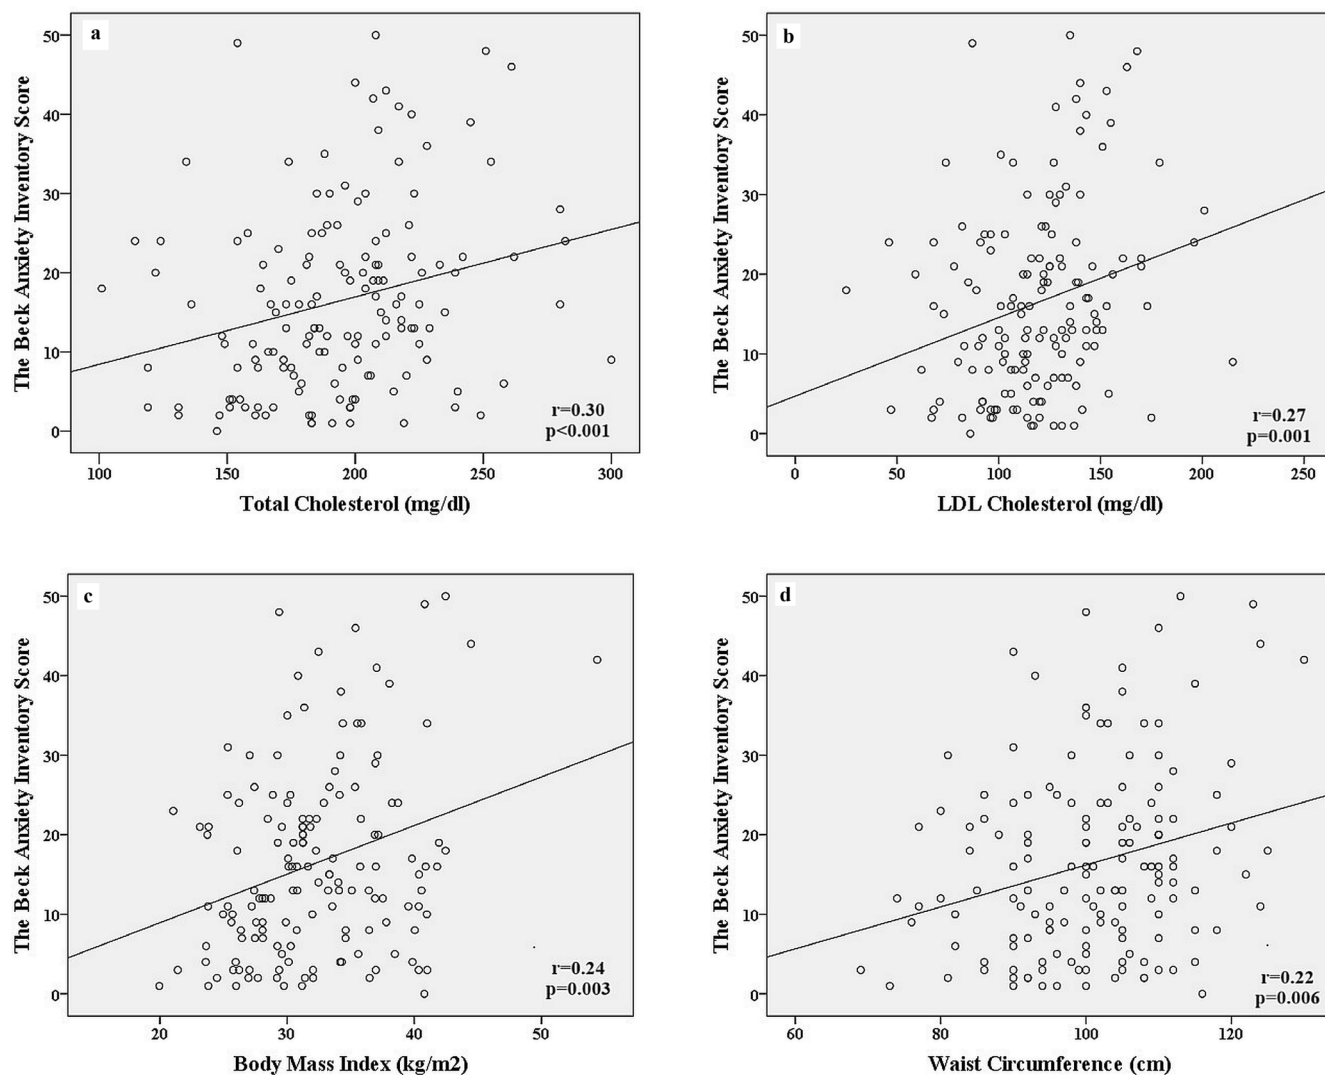 a
The Beck Anxiety Inventory Score
50
40
30
20
10
0
r=0.30
p<0.001
100 150 200 250 300
Total Cholesterol (mg/dl)
b
The Beck Anxiety Inventory Score
50
40
30
20
10
0
r=0.27
p=0.001
0 50 100 150 200 250
LDL Cholesterol (mg/dl)
c
The Beck Anxiety Inventory Score
50
40
30
20
10
0
r=0.24
p=0.003
20 30 40 50
Body Mass Index (kg/m2)
d
The Beck Anxiety Inventory Score
50
40
30
20
10
0
r=0.22
p=0.006
60 80 100 120
Waist Circumference (cm)